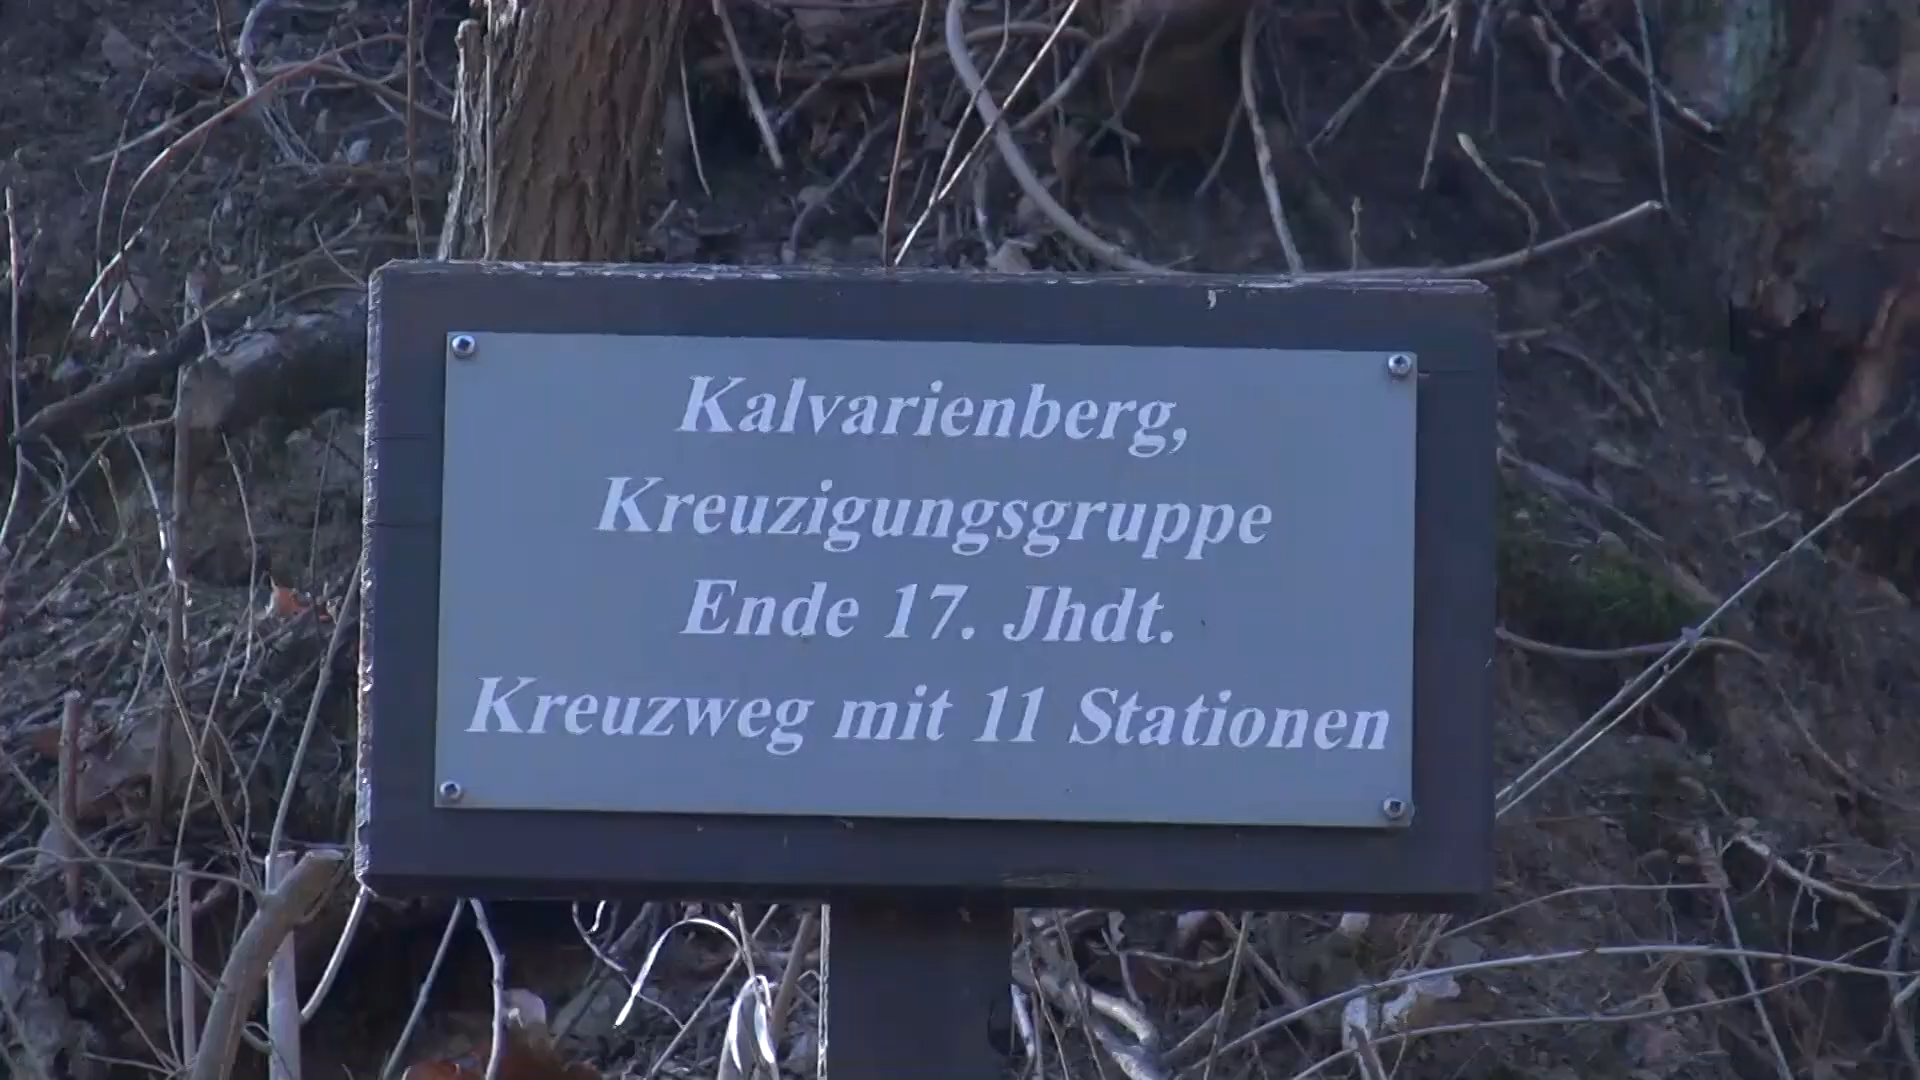 Kalvarienberg,
Kreuzigungsgruppe
Ende 17. Jhdt.
Kreuzweg mit 11 Stationen